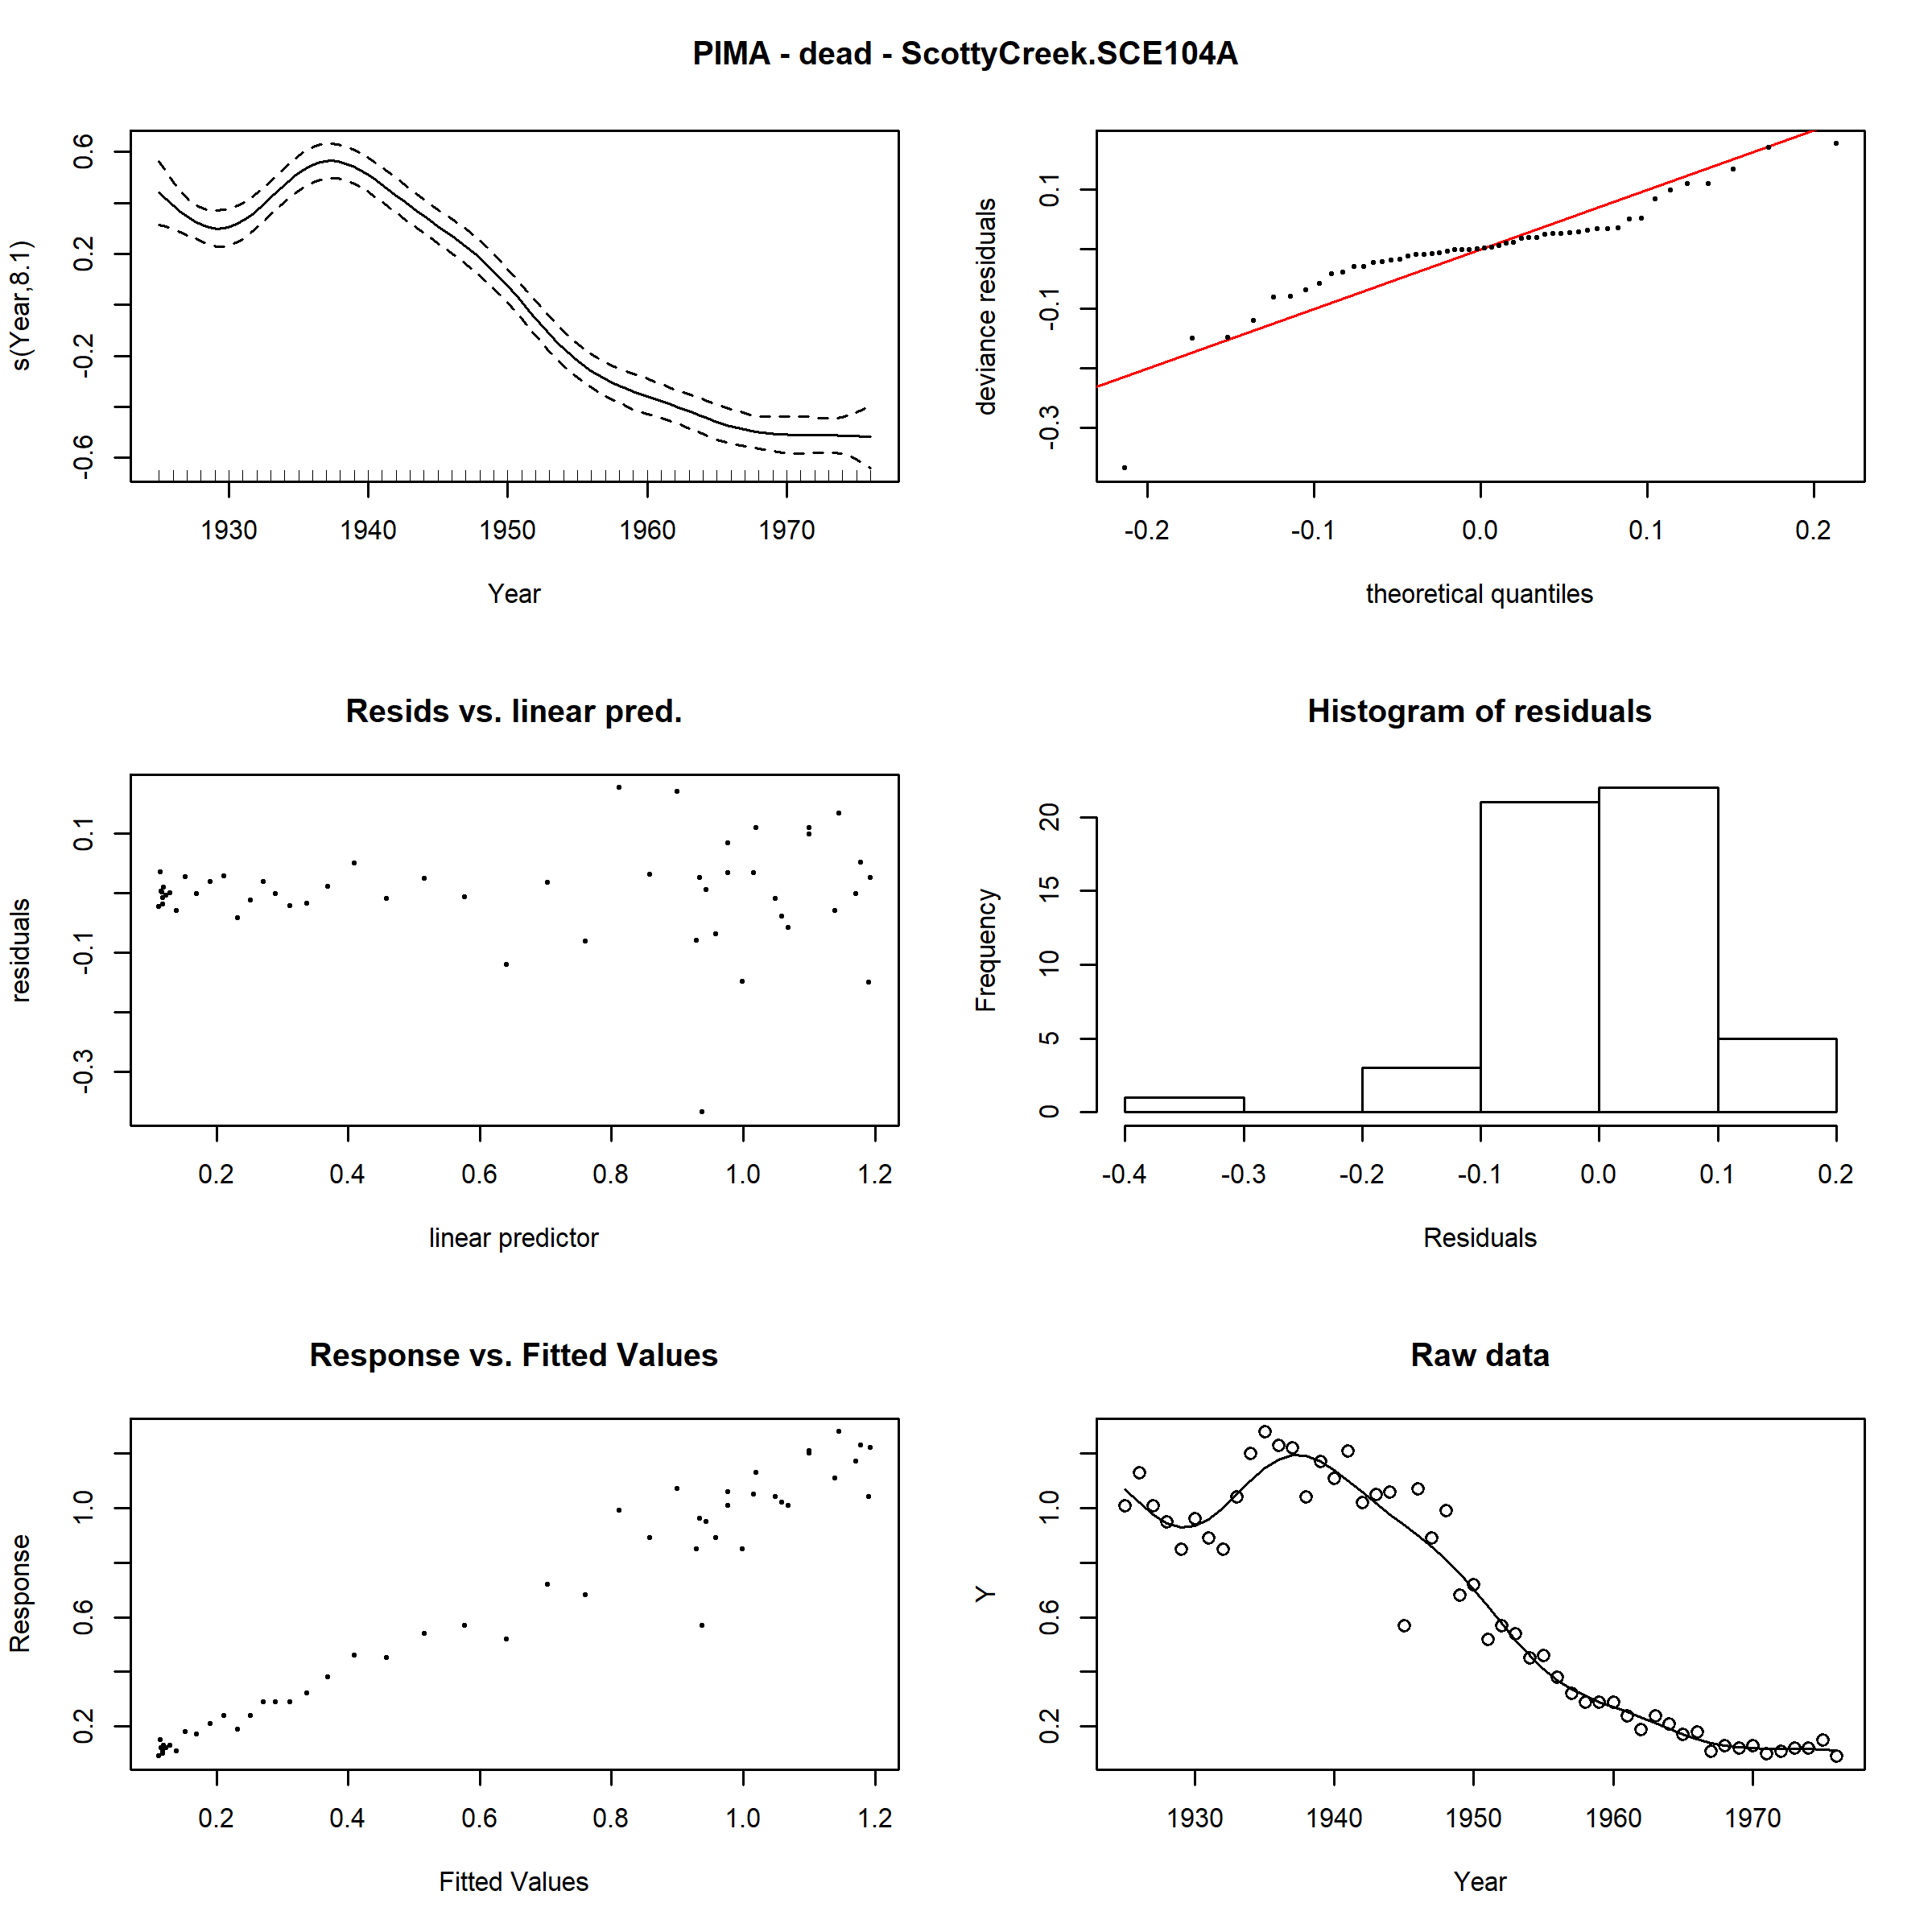 PIMA - dead - ScottyCreek.SCE104A
s(Year,8.1)
0.6
0.2
-0.2
-0.6
1930 1940 1950 1960 1970
Year
deviance residuals
0.1
-0.1
-0.3
-0.2 -0.1 0.0 0.1 0.2
theoretical quantiles
Resids vs. linear pred.
residuals
0.1
-0.1
-0.3
0.2 0.4 0.6 0.8 1.0 1.2
linear predictor
Histogram of residuals
Frequency
20
15
10
5
0
-0.4 -0.3 -0.2 -0.1 0.0 0.1 0.2
Residuals
Response vs. Fitted Values
Response
1.0
0.6
0.2
0.2 0.4 0.6 0.8 1.0 1.2
Fitted Values
Raw data
Y
1.0
0.6
0.2
1930 1940 1950 1960 1970
Year